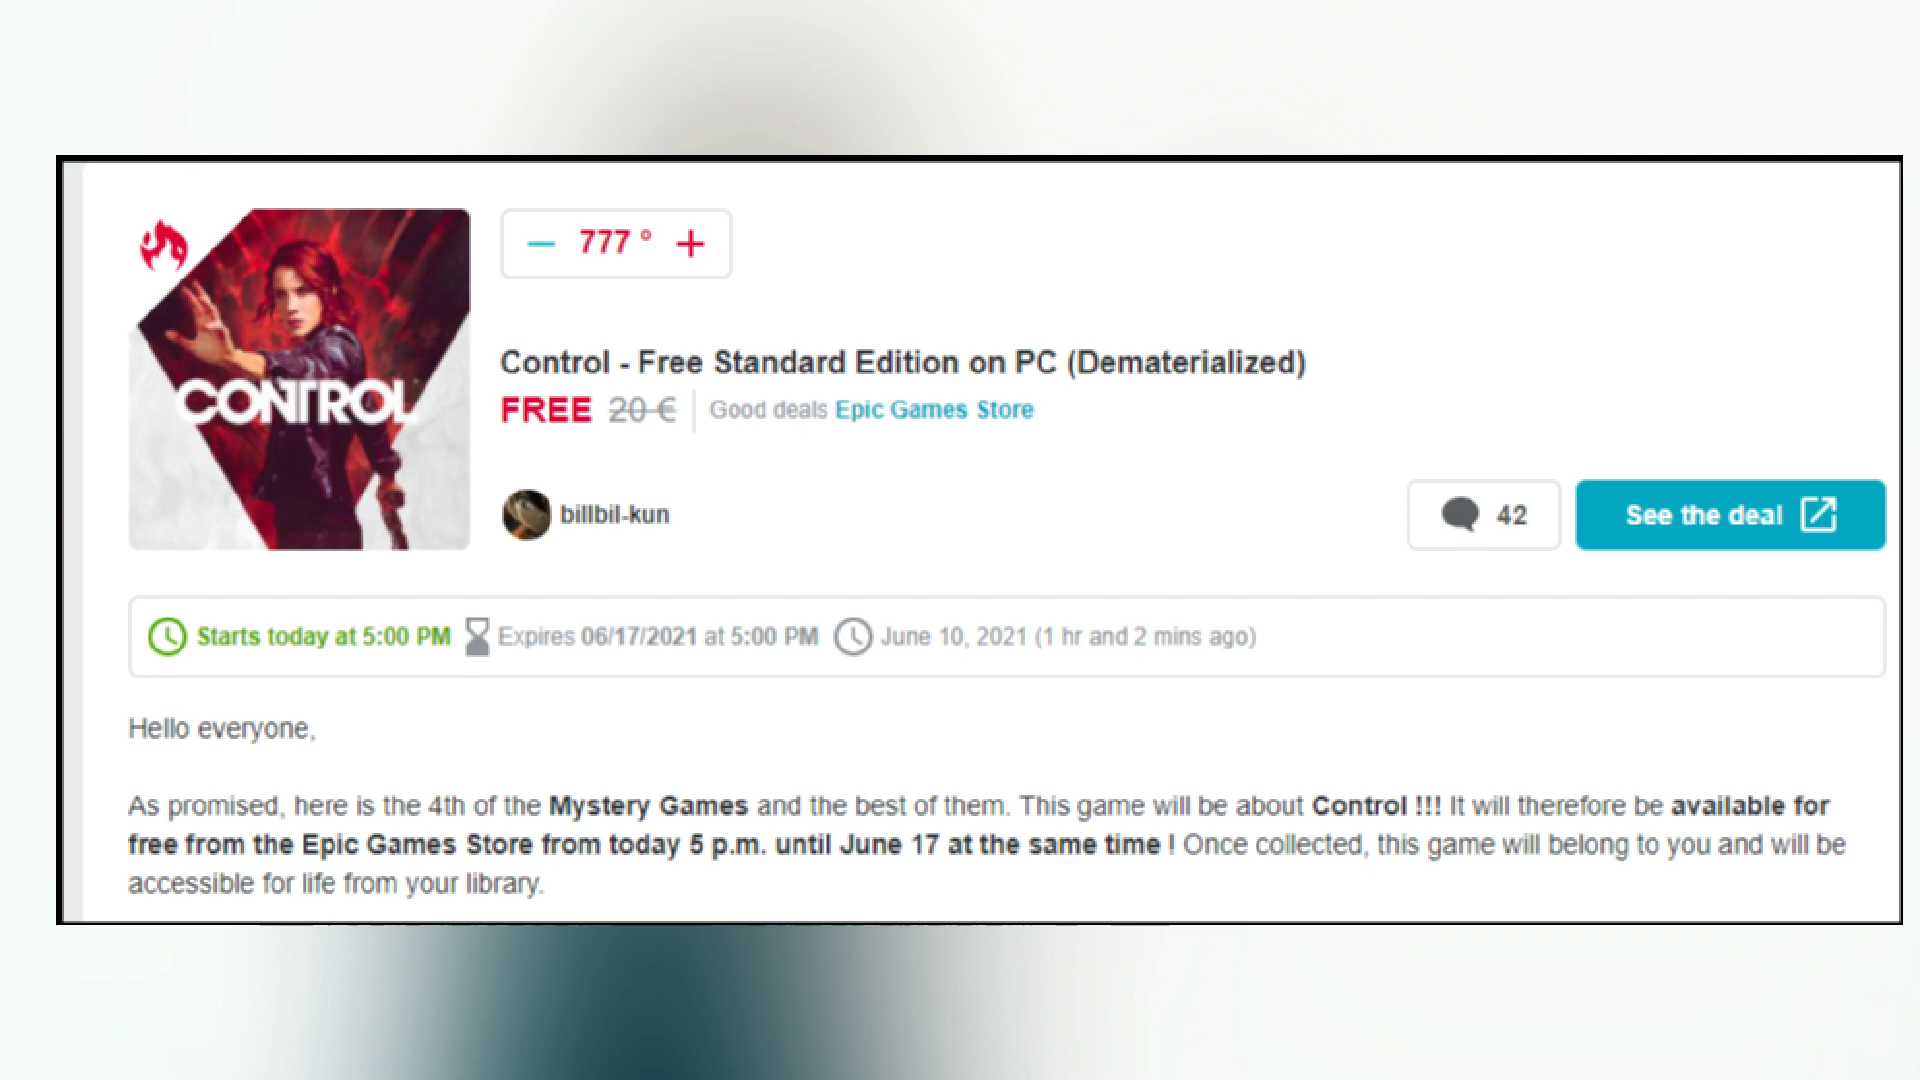 777 °
CONTROL
Control - Free Standard Edition on PC (Dematerialized)
FREE 20 € Good deals Epic Games Store
billbil-kun
42
See the deal
Starts today at 5:00 PM Expires 06/17/2021 at 5:00 PM June 10, 2021 (1 hr and 2 mins ago)
Hello everyone,
As promised, here is the 4th of the Mystery Games and the best of them. This game will be about Control !!! It will therefore be available for
free from the Epic Games Store from today 5 p.m. until June 17 at the same time ! Once collected, this game will belong to you and will be
accessible for life from your library.